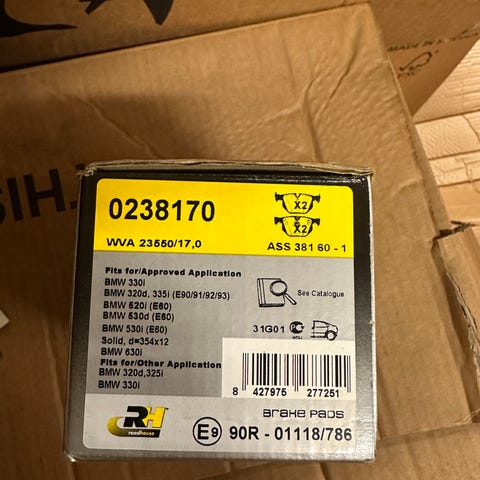 THIS
MADE IN
0238170
X2
X2
WVA 23550/17,0
ASS 381 60 - 1
Fits for/Approved Application
BMW 330i
BMW 320d, 335i (E90/91/92/93)
BMW 520i (E60)
BMW 530d (E60)
BMW 530i (E60)
Solid, d=354x12
BMW 630i
Fits for/Other Application
BMW 320d,325i
BMW 330i
See Catalogue
31G01
8 427975 277251
BRAKE PADS
RH
roadhouse
E9 90R - 01118/786